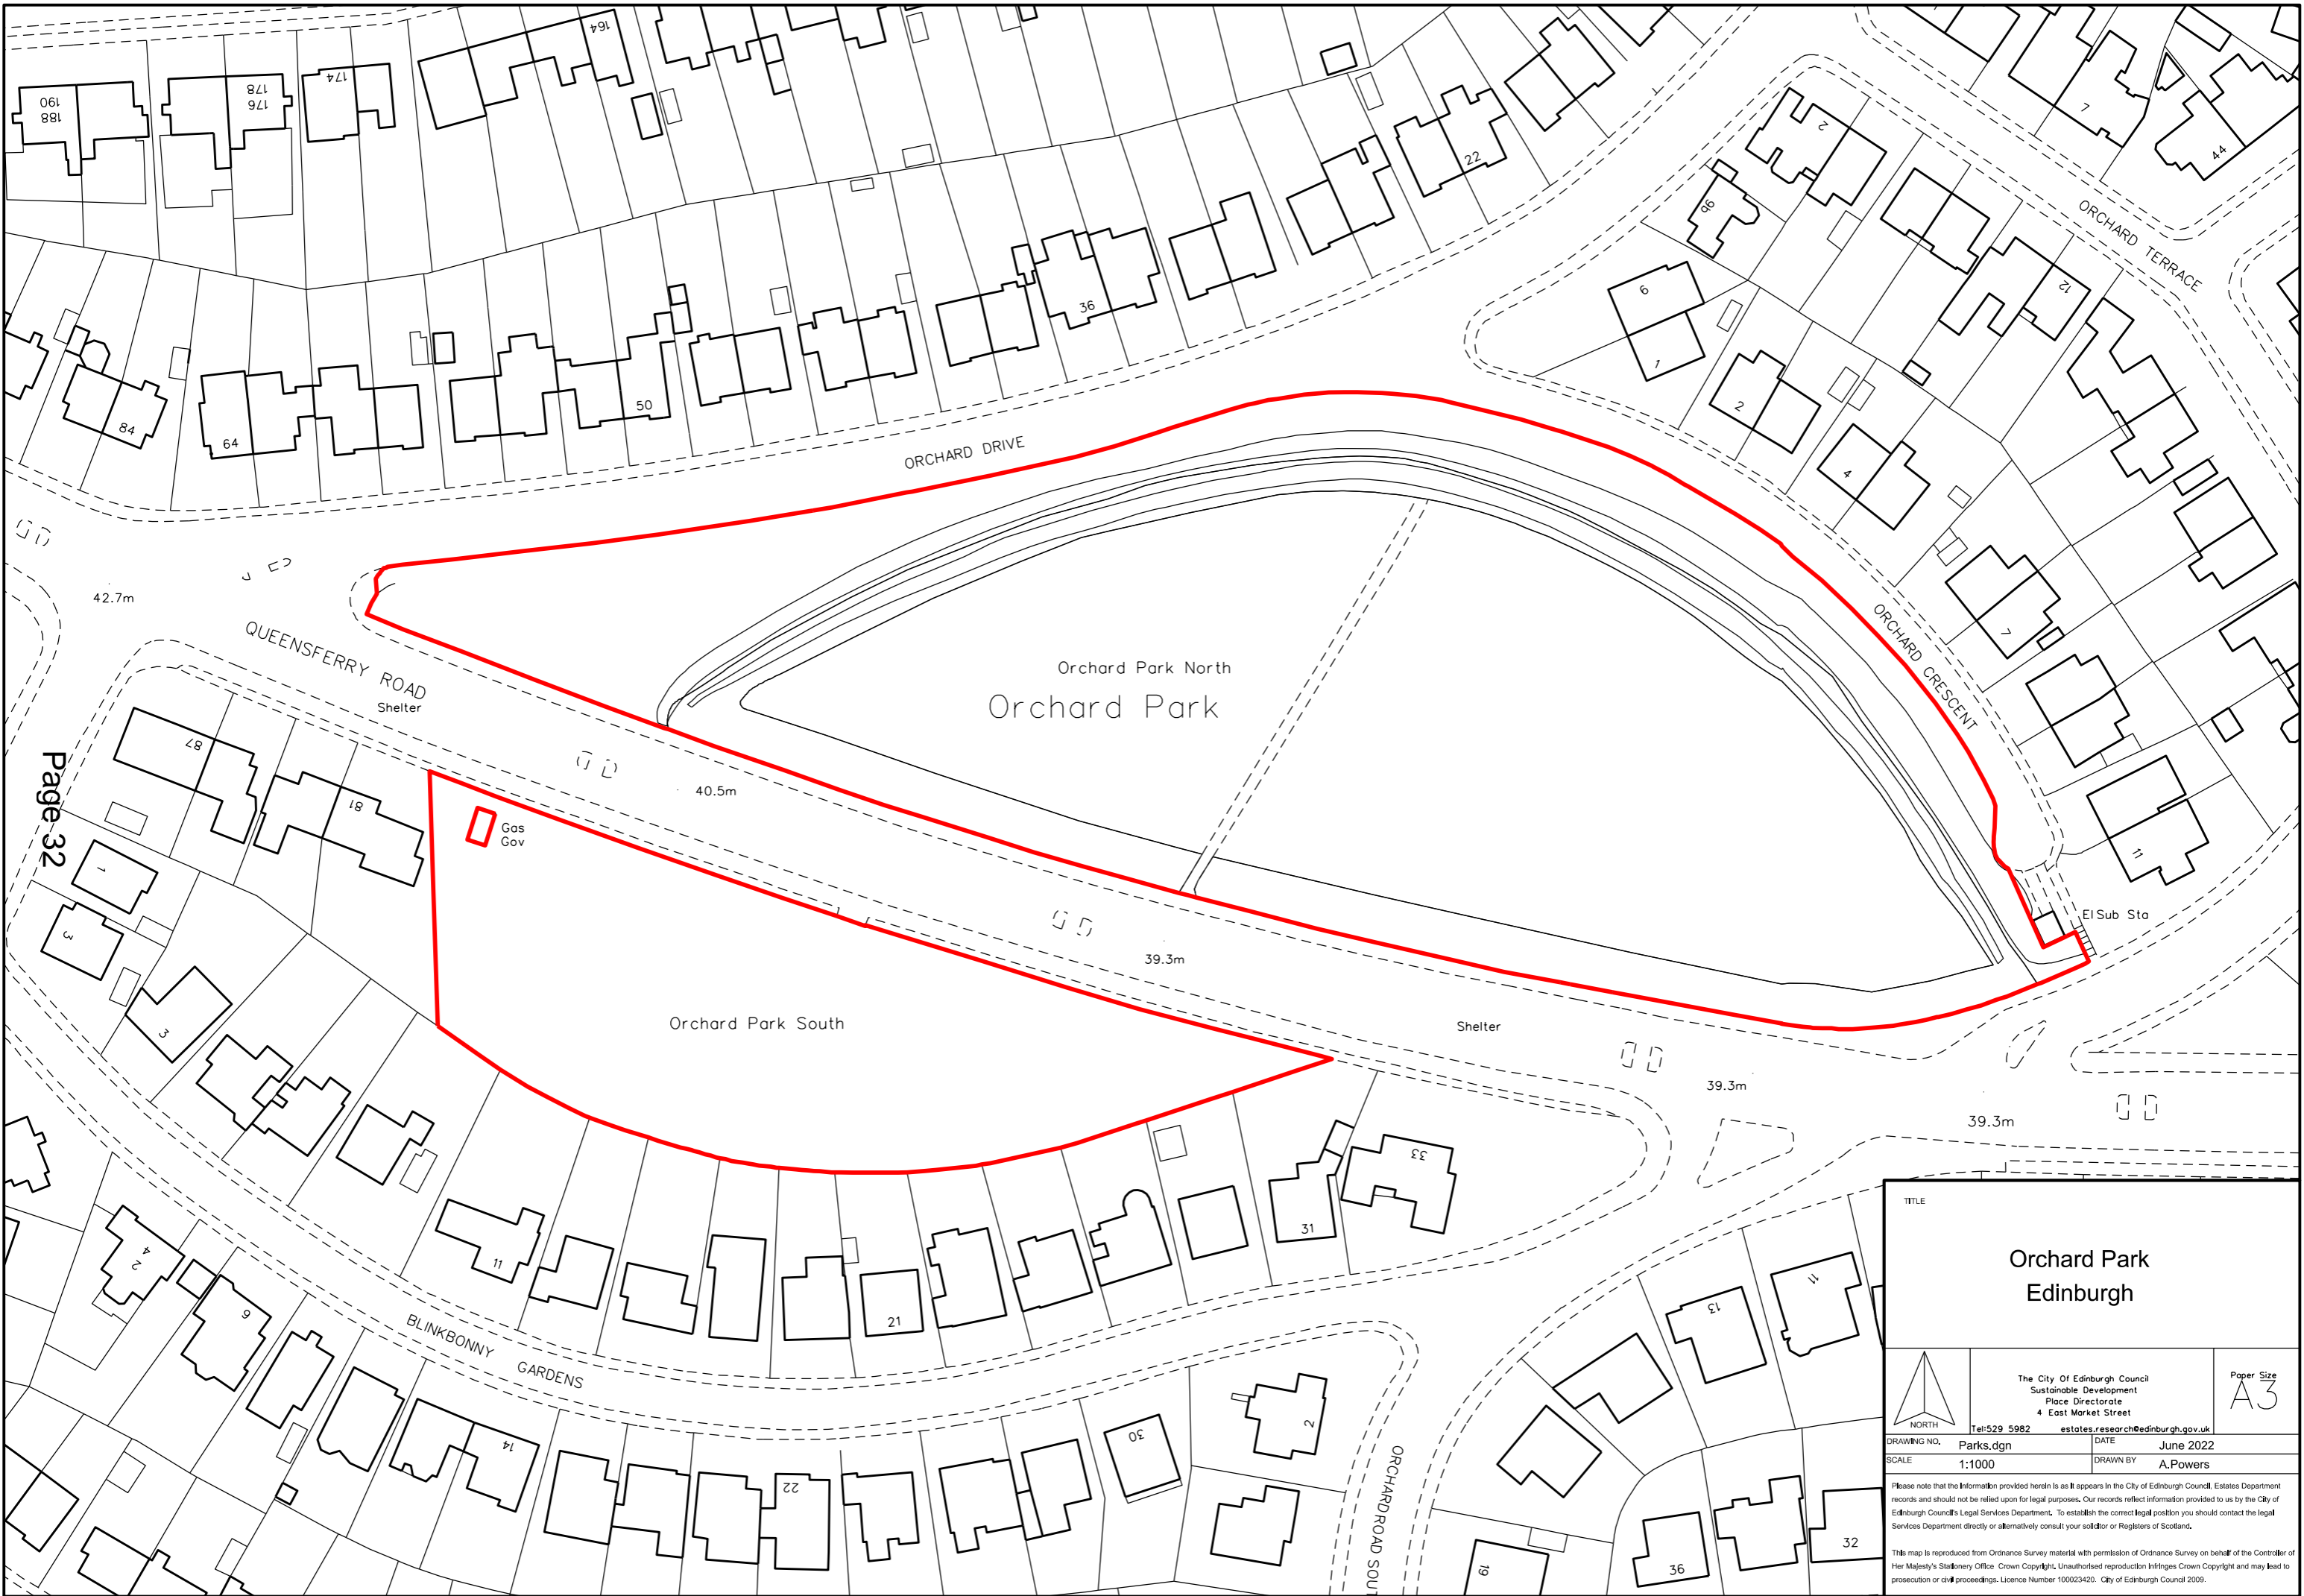 164
174
178
176
190
188
22
2
9b
7
44
ORCHARD TERRACE
12
6
1
2
4
7
11
36
50
64
84
ORCHARD DRIVE
42.7m
QUEENSFERRY ROAD
Shelter
Orchard Park North
Orchard Park
ORCHARD CRESCENT
El Sub Sta
87
81
Page 32
40.5m
Gas
Gov
1
3
3
39.3m
Orchard Park South
Shelter
39.3m
39.3m
33
31
11
21
2
4
6
BLINKBONNY
GARDENS
14
22
30
2
ORCHARD ROAD SOUT
13
11
19
36
32
TITLE
Orchard Park
Edinburgh
NORTH
The City Of Edinburgh Council
Sustainable Development
Place Directorate
4 East Market Street
Tel:529 5982 estates.research@edinburgh.gov.uk
Paper Size
A3
DRAWING NO. Parks.dgn
DATE June 2022
SCALE 1:1000
DRAWN BY A.Powers
Please note that the information provided herein is as it appears in the City of Edinburgh Council, Estates Department
records and should not be relied upon for legal purposes. Our records reflect information provided to us by the City of
Edinburgh Council's Legal Services Department. To establish the correct legal position you should contact the legal
Services Department directly or alternatively consult your solicitor or Registers of Scotland.
This map is reproduced from Ordnance Survey material with permission of Ordnance Survey on behalf of the Controller of
Her Majesty's Stationery Office Crown Copyright. Unauthorised reproduction infringes Crown Copyright and may lead to
prosecution or civil proceedings. Licence Number 100023420. City of Edinburgh Council 2009.